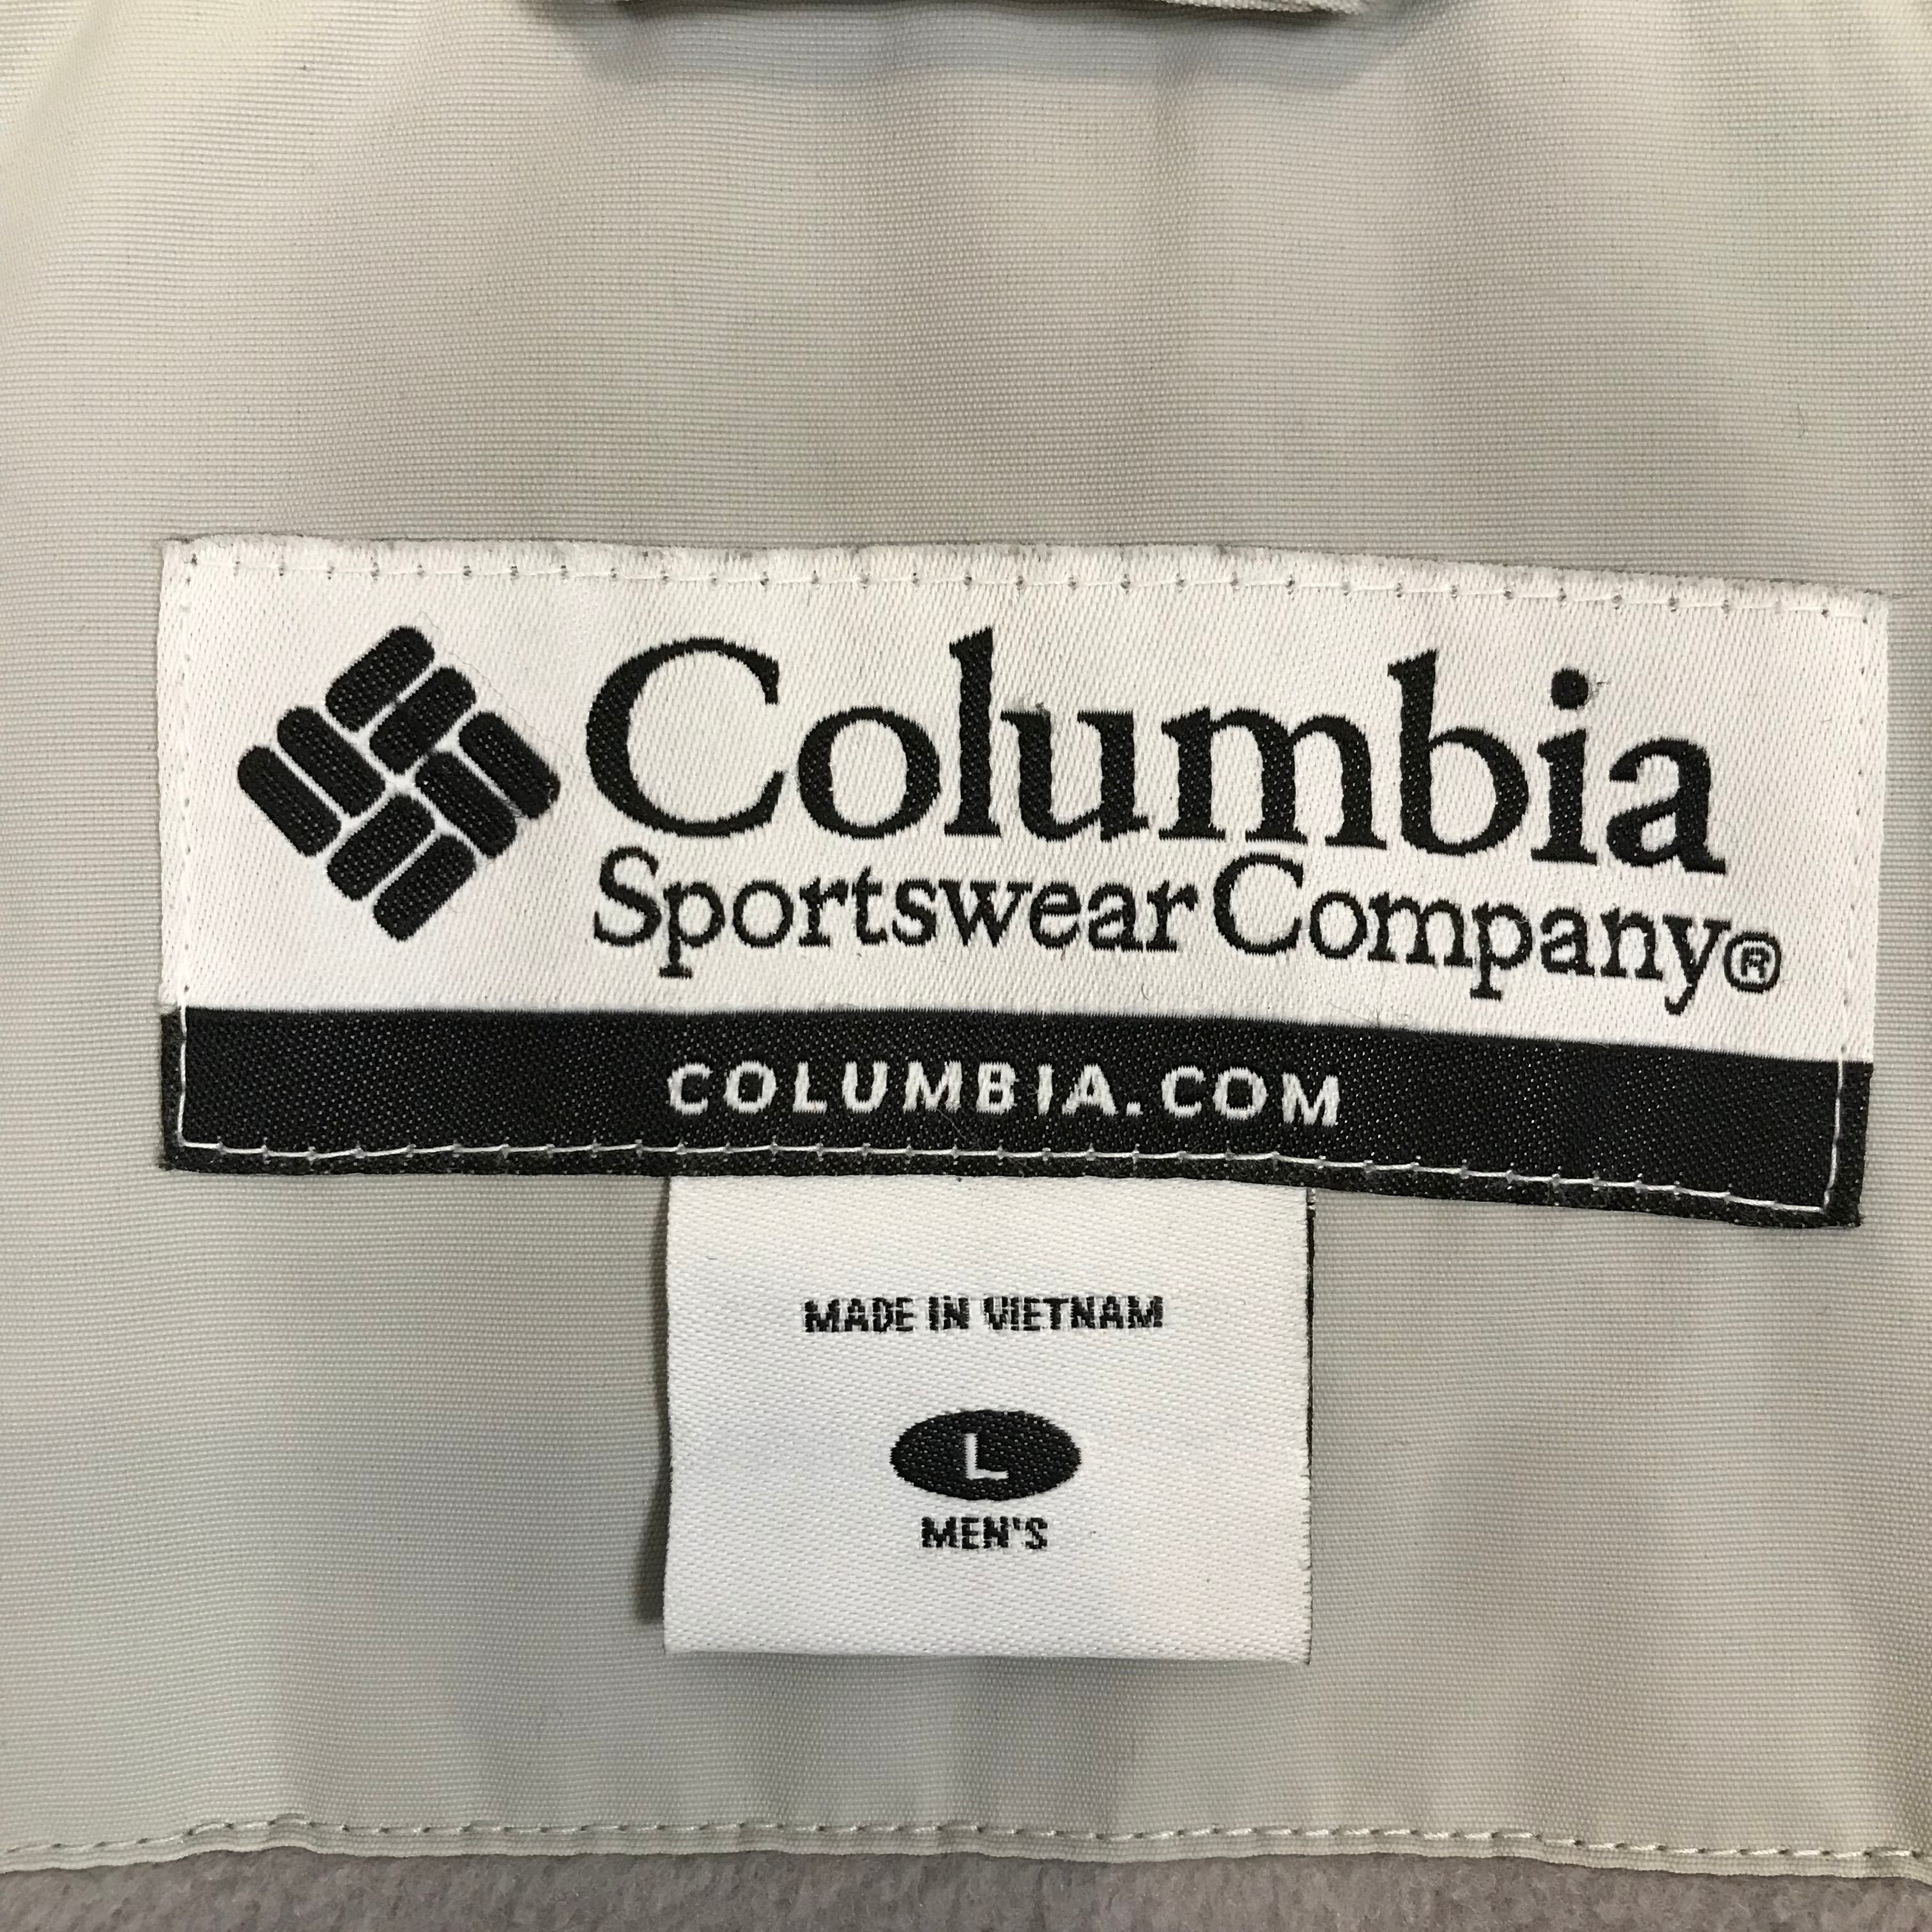 Columbia
Sportswear Company®
COLUMBIA.COM
MADE IN VIETNAM
L
MEN'S